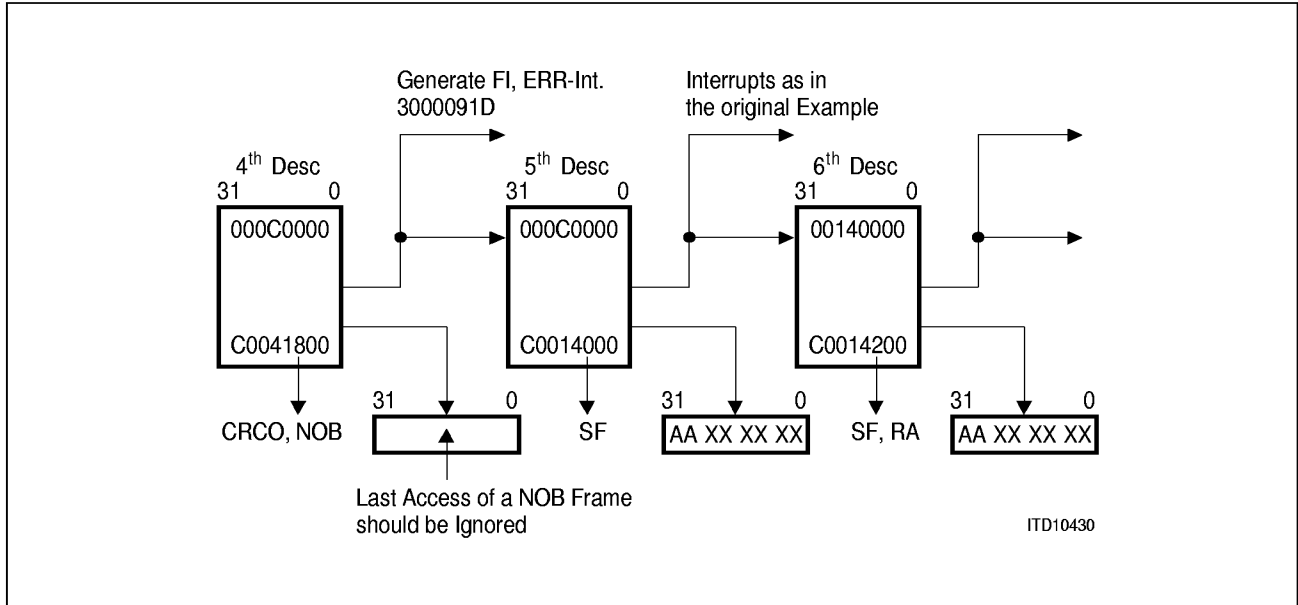 Generate FI, ERR-Int.
3000091D
Interrupts as in
the original Example
4th Desc
31 0
000C0000
C0041800
CRCO, NOB
5th Desc
31 0
000C0000
C0014000
SF
6th Desc
31 0
00140000
C0014200
SF, RA
31 0
31 0
AA XX XX XX
31 0
AA XX XX XX
Last Access of a NOB Frame
should be Ignored
ITD10430